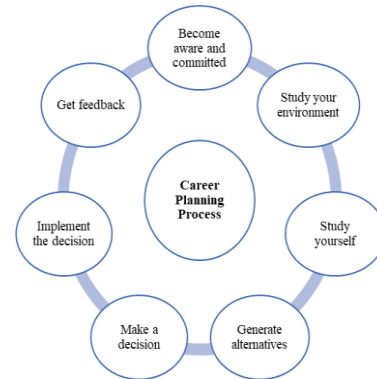 Become
aware and
committed
Study your
environment
Study
yourself
Generate
alternatives
Make a
decision
Implement
the decision
Get feedback
Career
Planning
Process